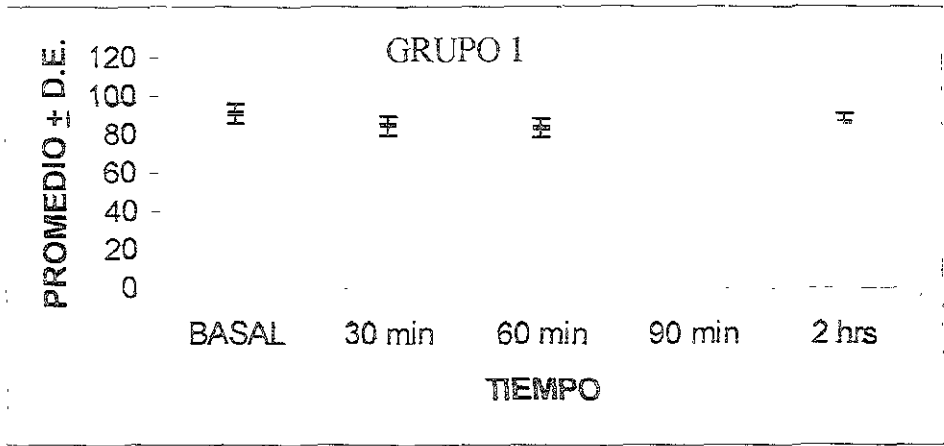 GRUPO 1
PROMEDIO ± D.E.
120
100
80
60
40
20
0
BASAL 30 min 60 min 90 min 2 hrs
TIEMPO